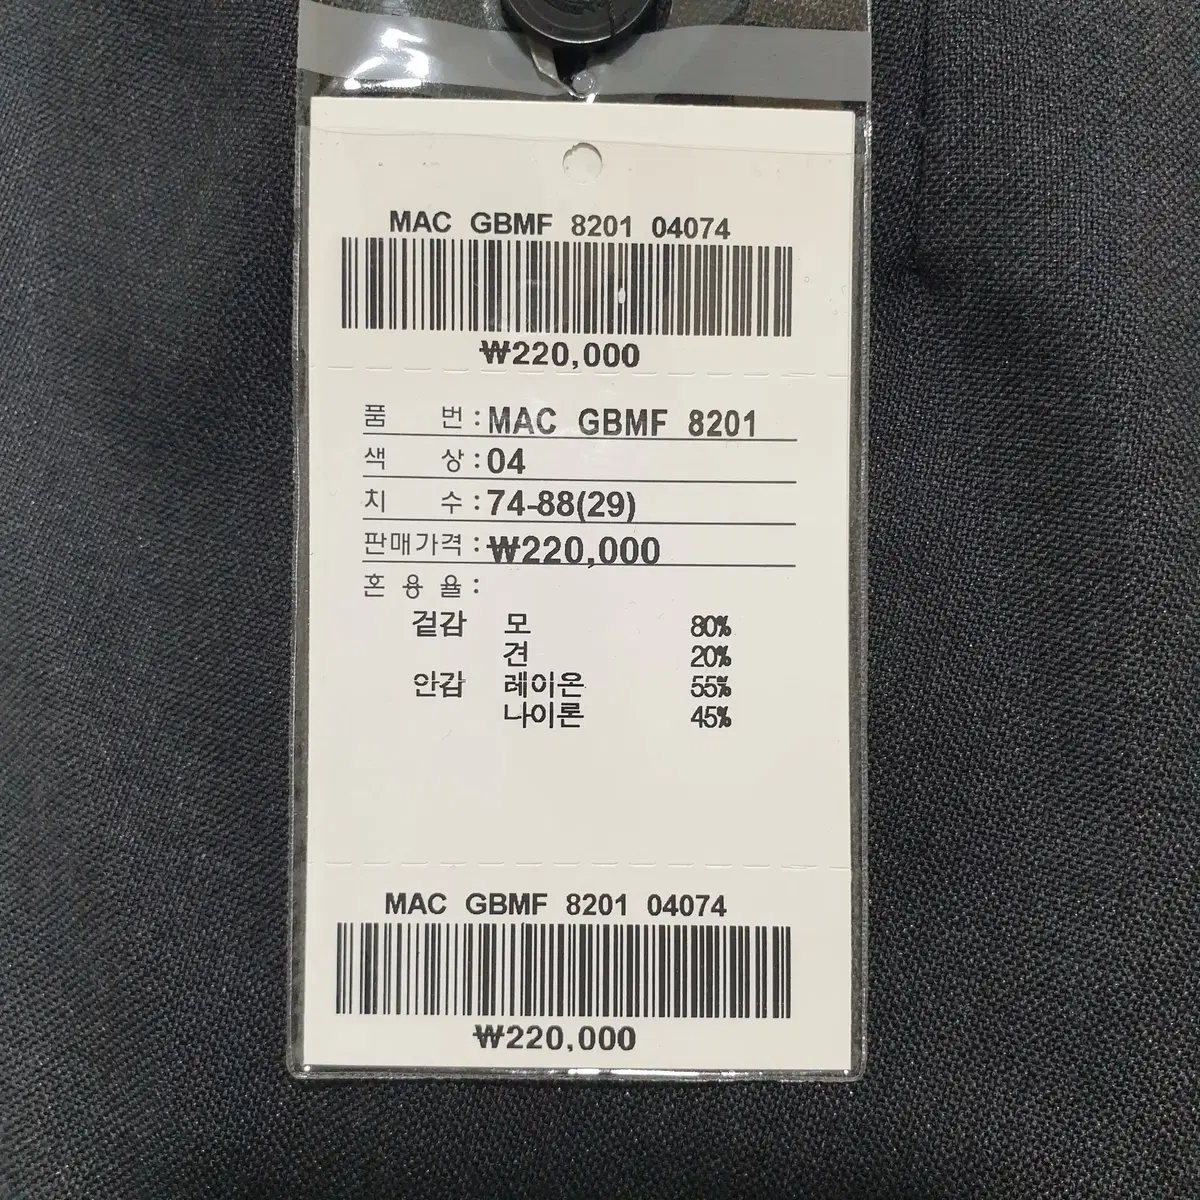 MAC GBMF 8201 04074
₩220,000
품 번 : MAC GBMF 8201
색 상 : 04
치 수 : 74-88(29)
판매가격 : ₩220,000
혼 용 율 :
겉감 모 80%
견 20%
안감 레이온 55%
나이론 45%
MAC GBMF 8201 04074
₩220,000